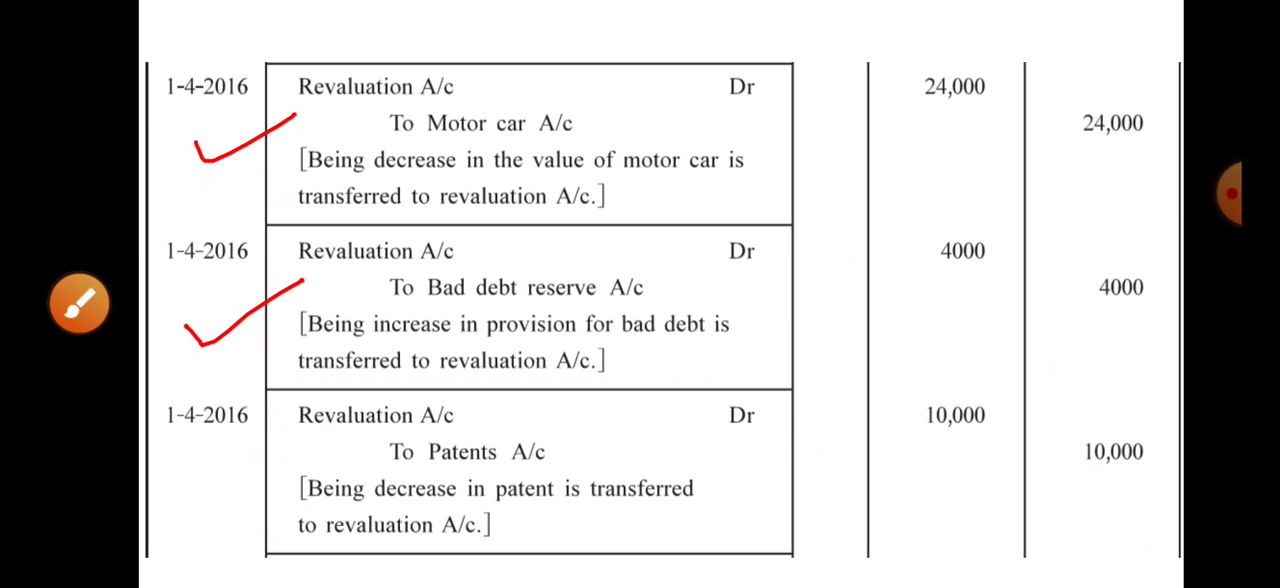 1-4-2016 Revaluation A/c Dr 24,000
To Motor car A/c 24,000
[Being decrease in the value of motor car is
transferred to revaluation A/c.]
1-4-2016 Revaluation A/c Dr 4000
To Bad debt reserve A/c 4000
[Being increase in provision for bad debt is
transferred to revaluation A/c.]
1-4-2016 Revaluation A/c Dr 10,000
To Patents A/c 10,000
[Being decrease in patent is transferred
to revaluation A/c.]